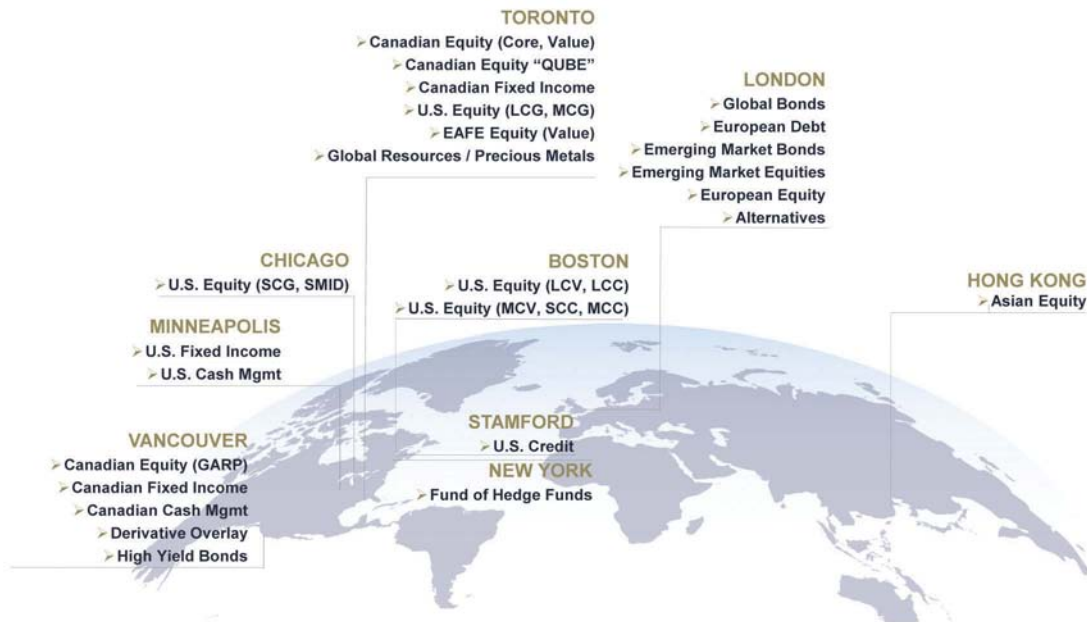 TORONTO
➢Canadian Equity (Core, Value)
➢Canadian Equity “QUBE”
➢Canadian Fixed Income
➢U.S. Equity (LCG, MCG)
➢EAFE Equity (Value)
➢Global Resources / Precious Metals
LONDON
➢Global Bonds
➢European Debt
➢Emerging Market Bonds
➢Emerging Market Equities
➢European Equity
➢Alternatives
CHICAGO
➢U.S. Equity (SCG, SMID)
BOSTON
➢U.S. Equity (LCV, LCC)
➢U.S. Equity (MCV, SCC, MCC)
HONG KONG
➢Asian Equity
MINNEAPOLIS
➢U.S. Fixed Income
➢U.S. Cash Mgmt
STAMFORD
➢U.S. Credit
NEW YORK
➢Fund of Hedge Funds
VANCOUVER
➢Canadian Equity (GARP)
➢Canadian Fixed Income
➢Canadian Cash Mgmt
➢Derivative Overlay
➢High Yield Bonds